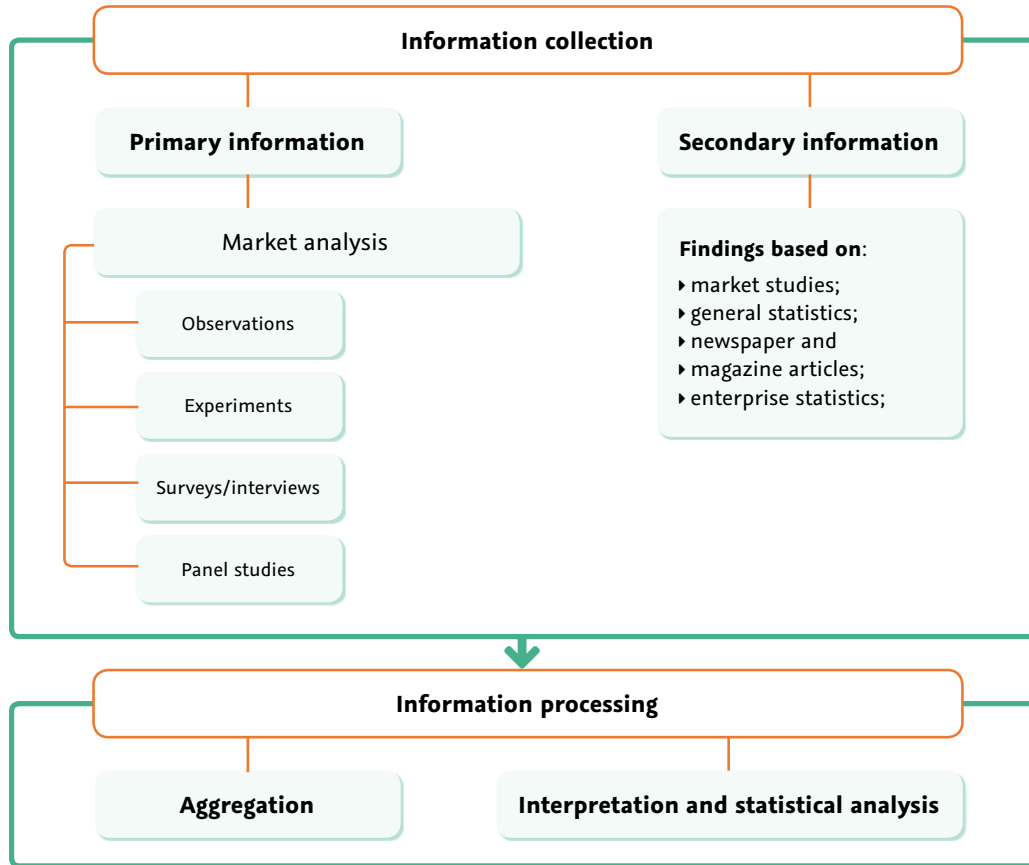 Information collection
Primary information
Secondary information
Market analysis
Observations
Experiments
Surveys/interviews
Panel studies
Findings based on:
▸ market studies;
▸ general statistics;
▸ newspaper and
▸ magazine articles;
▸ enterprise statistics;
Information processing
Aggregation
Interpretation and statistical analysis